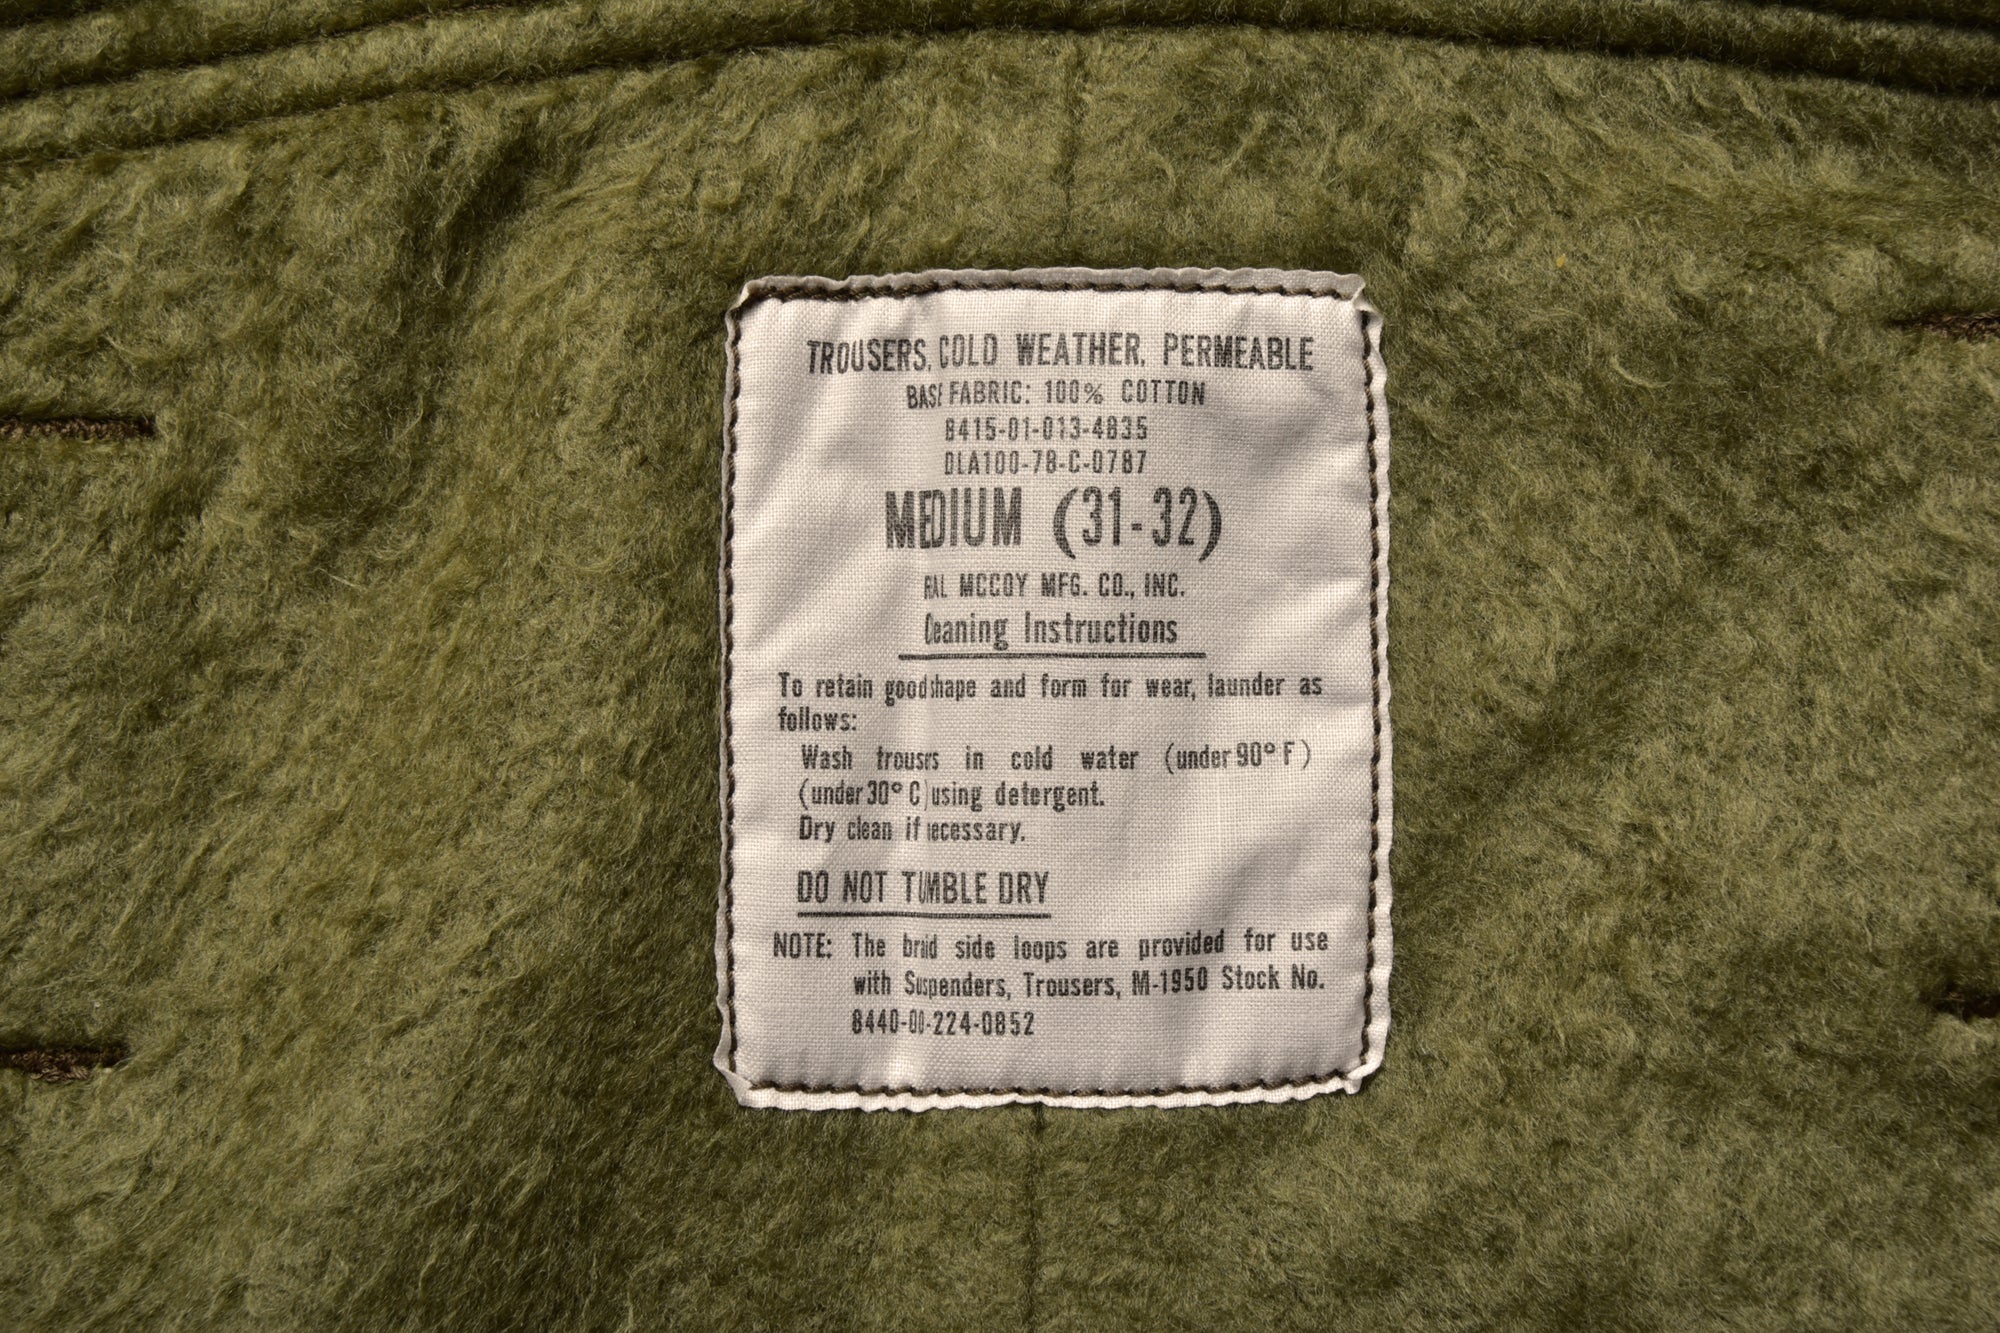 TROUSERS, COLD WEATHER, PERMEABLE
BASE FABRIC: 100% COTTON
8415-01-013-4835
DLA100-78-C-0787
MEDIUM (31-32)
REAL MCCOY MFG. CO., INC.
Cleaning Instructions
To retain good shape and form for wear, launder as
follows:
Wash trousers in cold water (under 90° F)
(under 30° C) using detergent.
Dry clean if necessary.
DO NOT TUMBLE DRY
NOTE: The braid side loops are provided for use
with Suspenders, Trousers, M-1950 Stock No.
8440-00-224-0852